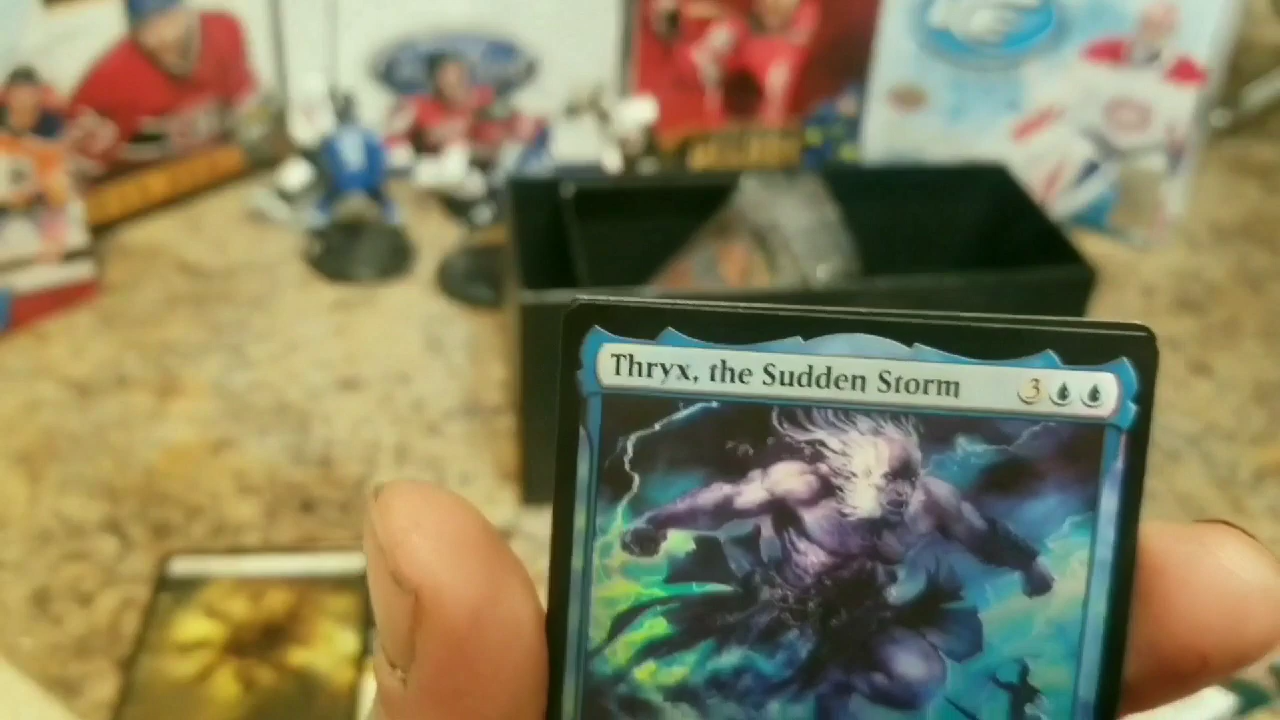 Thryx, the Sudden Storm 3